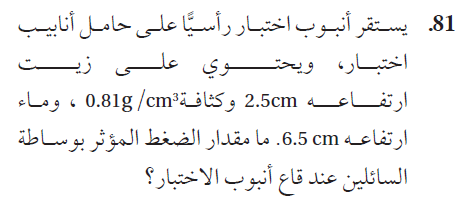 81. يستقر أنبوب اختبار رأسيًّا على حامل أنابيب
اختبار، ويحتوي على زيت
ارتفاعه 2.5cm وكثافة 0.81g/cm³ ، وماء
ارتفاعه 6.5 cm. ما مقدار الضغط المؤثر بوساطة
السائلين عند قاع أنبوب الاختبار؟